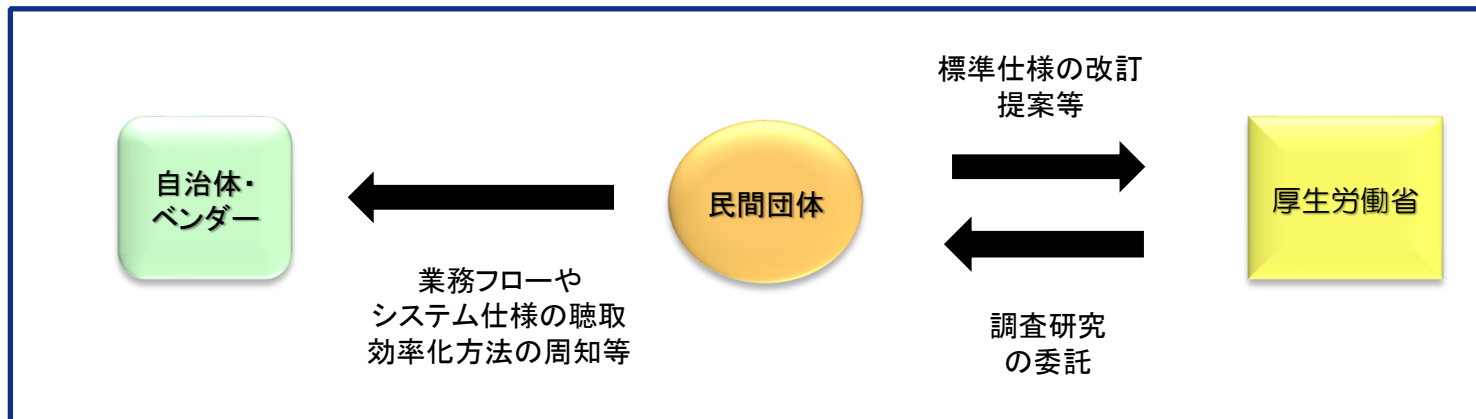 標準仕様の改訂
提案等
自治体・
ベンダー
民間団体
厚生労働省
業務フローや
システム仕様の聴取
効率化方法の周知等
調査研究
の委託